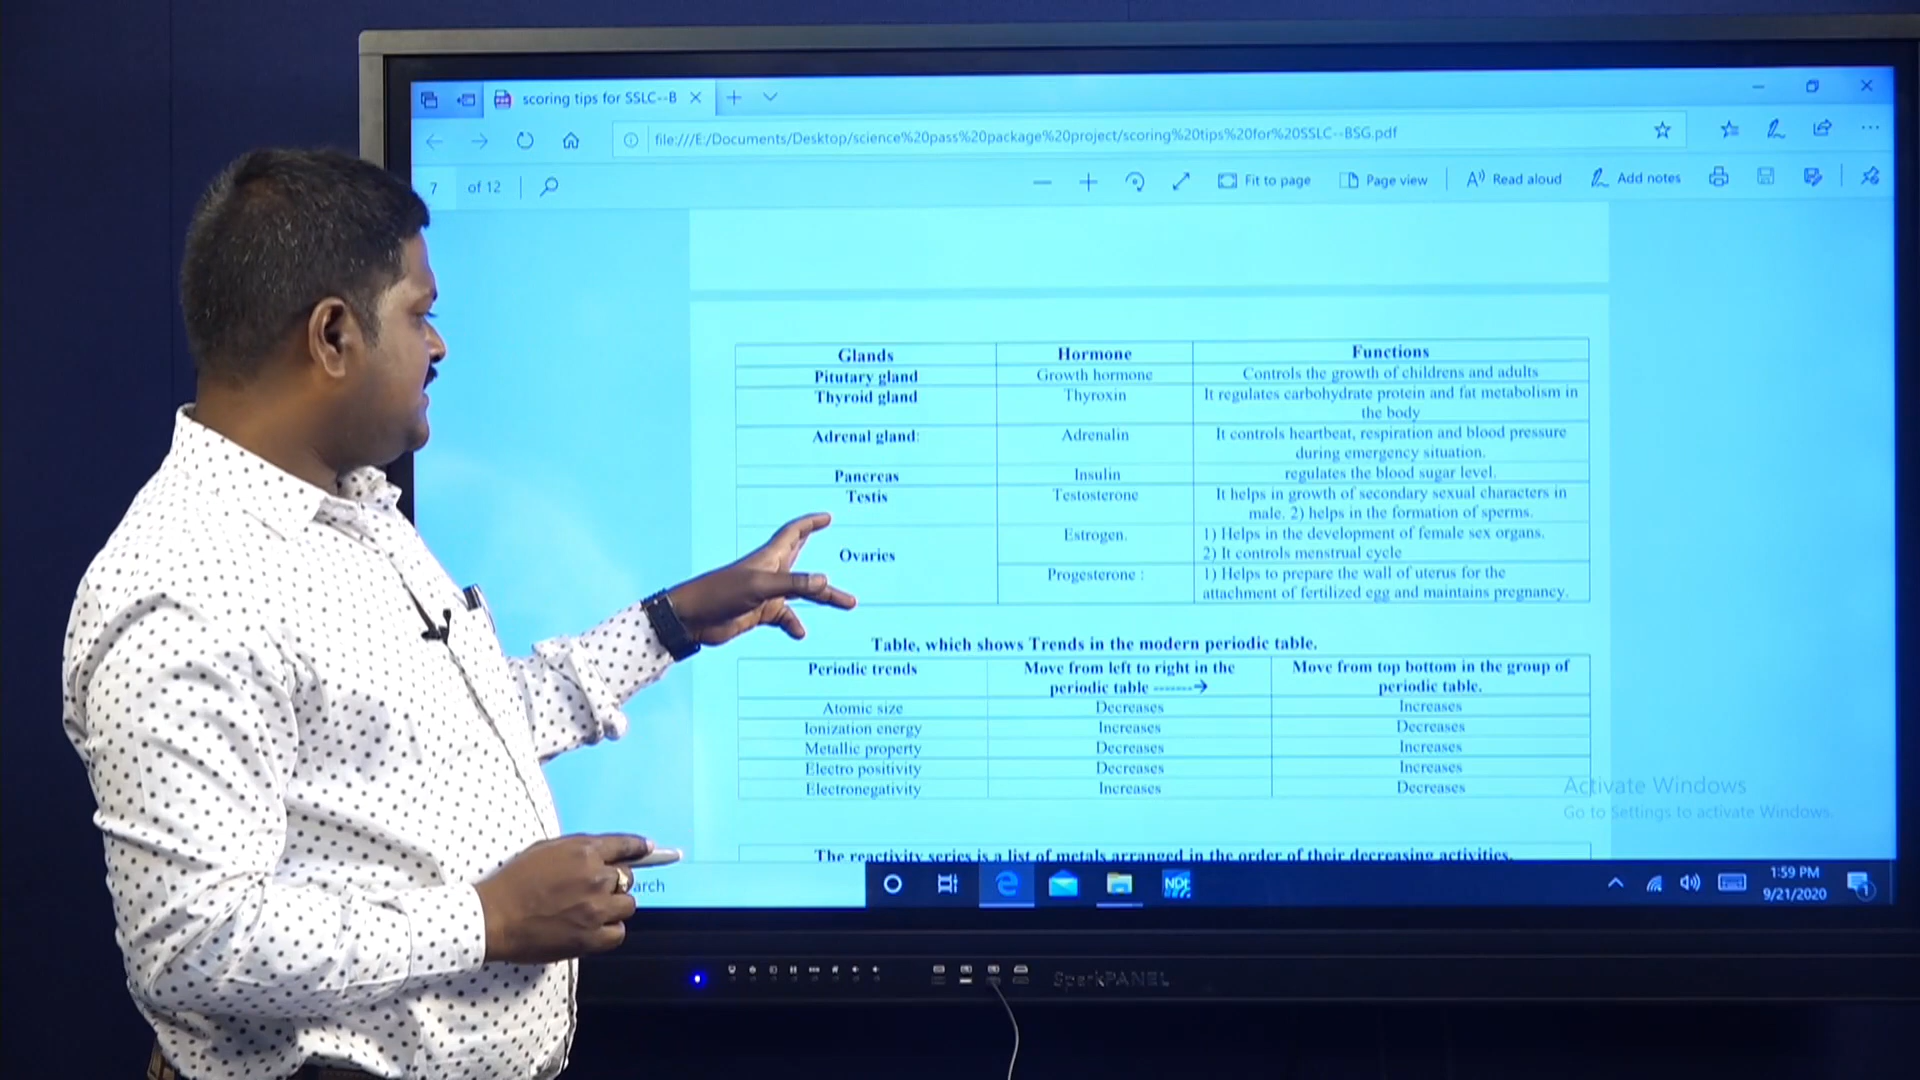 scoring tips for SSLC--B
file:///E:/Documents/Desktop/science%20pass%20package%20project/scoring%20tips%20for%20SSLC--BSG.pdf
7 of 12
Fit to page
Page view
Read aloud
Add notes
Glands Hormone Functions
Pitutary gland Growth hormone Controls the growth of childrens and adults
Thyroid gland Thyroxin It regulates carbohydrate protein and fat metabolism in
the body
Adrenal gland: Adrenalin It controls heartbeat, respiration and blood pressure
during emergency situation.
Pancreas Insulin regulates the blood sugar level.
Testis Testosterone It helps in growth of secondary sexual characters in
male. 2) helps in the formation of sperms.
Ovaries Estrogen. 1) Helps in the development of female sex organs.
2) It controls menstrual cycle
Progesterone : 1) Helps to prepare the wall of uterus for the
attachment of fertilized egg and maintains pregnancy.
Table, which shows Trends in the modern periodic table.
Periodic trends Move from left to right in the Move from top bottom in the group of
periodic table -------→ periodic table.
Atomic size Decreases Increases
Ionization energy Increases Decreases
Metallic property Decreases Increases
Electro positivity Decreases Increases
Electronegativity Increases Decreases
Activate Windows
Go to Settings to activate Windows.
The reactivity series is a list of metals arranged in the order of their decreasing activities.
arch
1:59 PM
9/21/2020
SparkPANEL